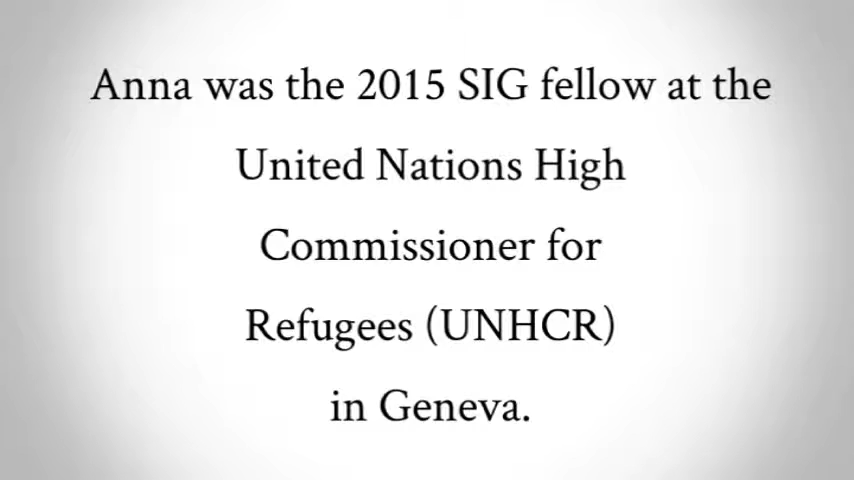 Anna was the 2015 SIG fellow at the
United Nations High
Commissioner for
Refugees (UNHCR)
in Geneva.